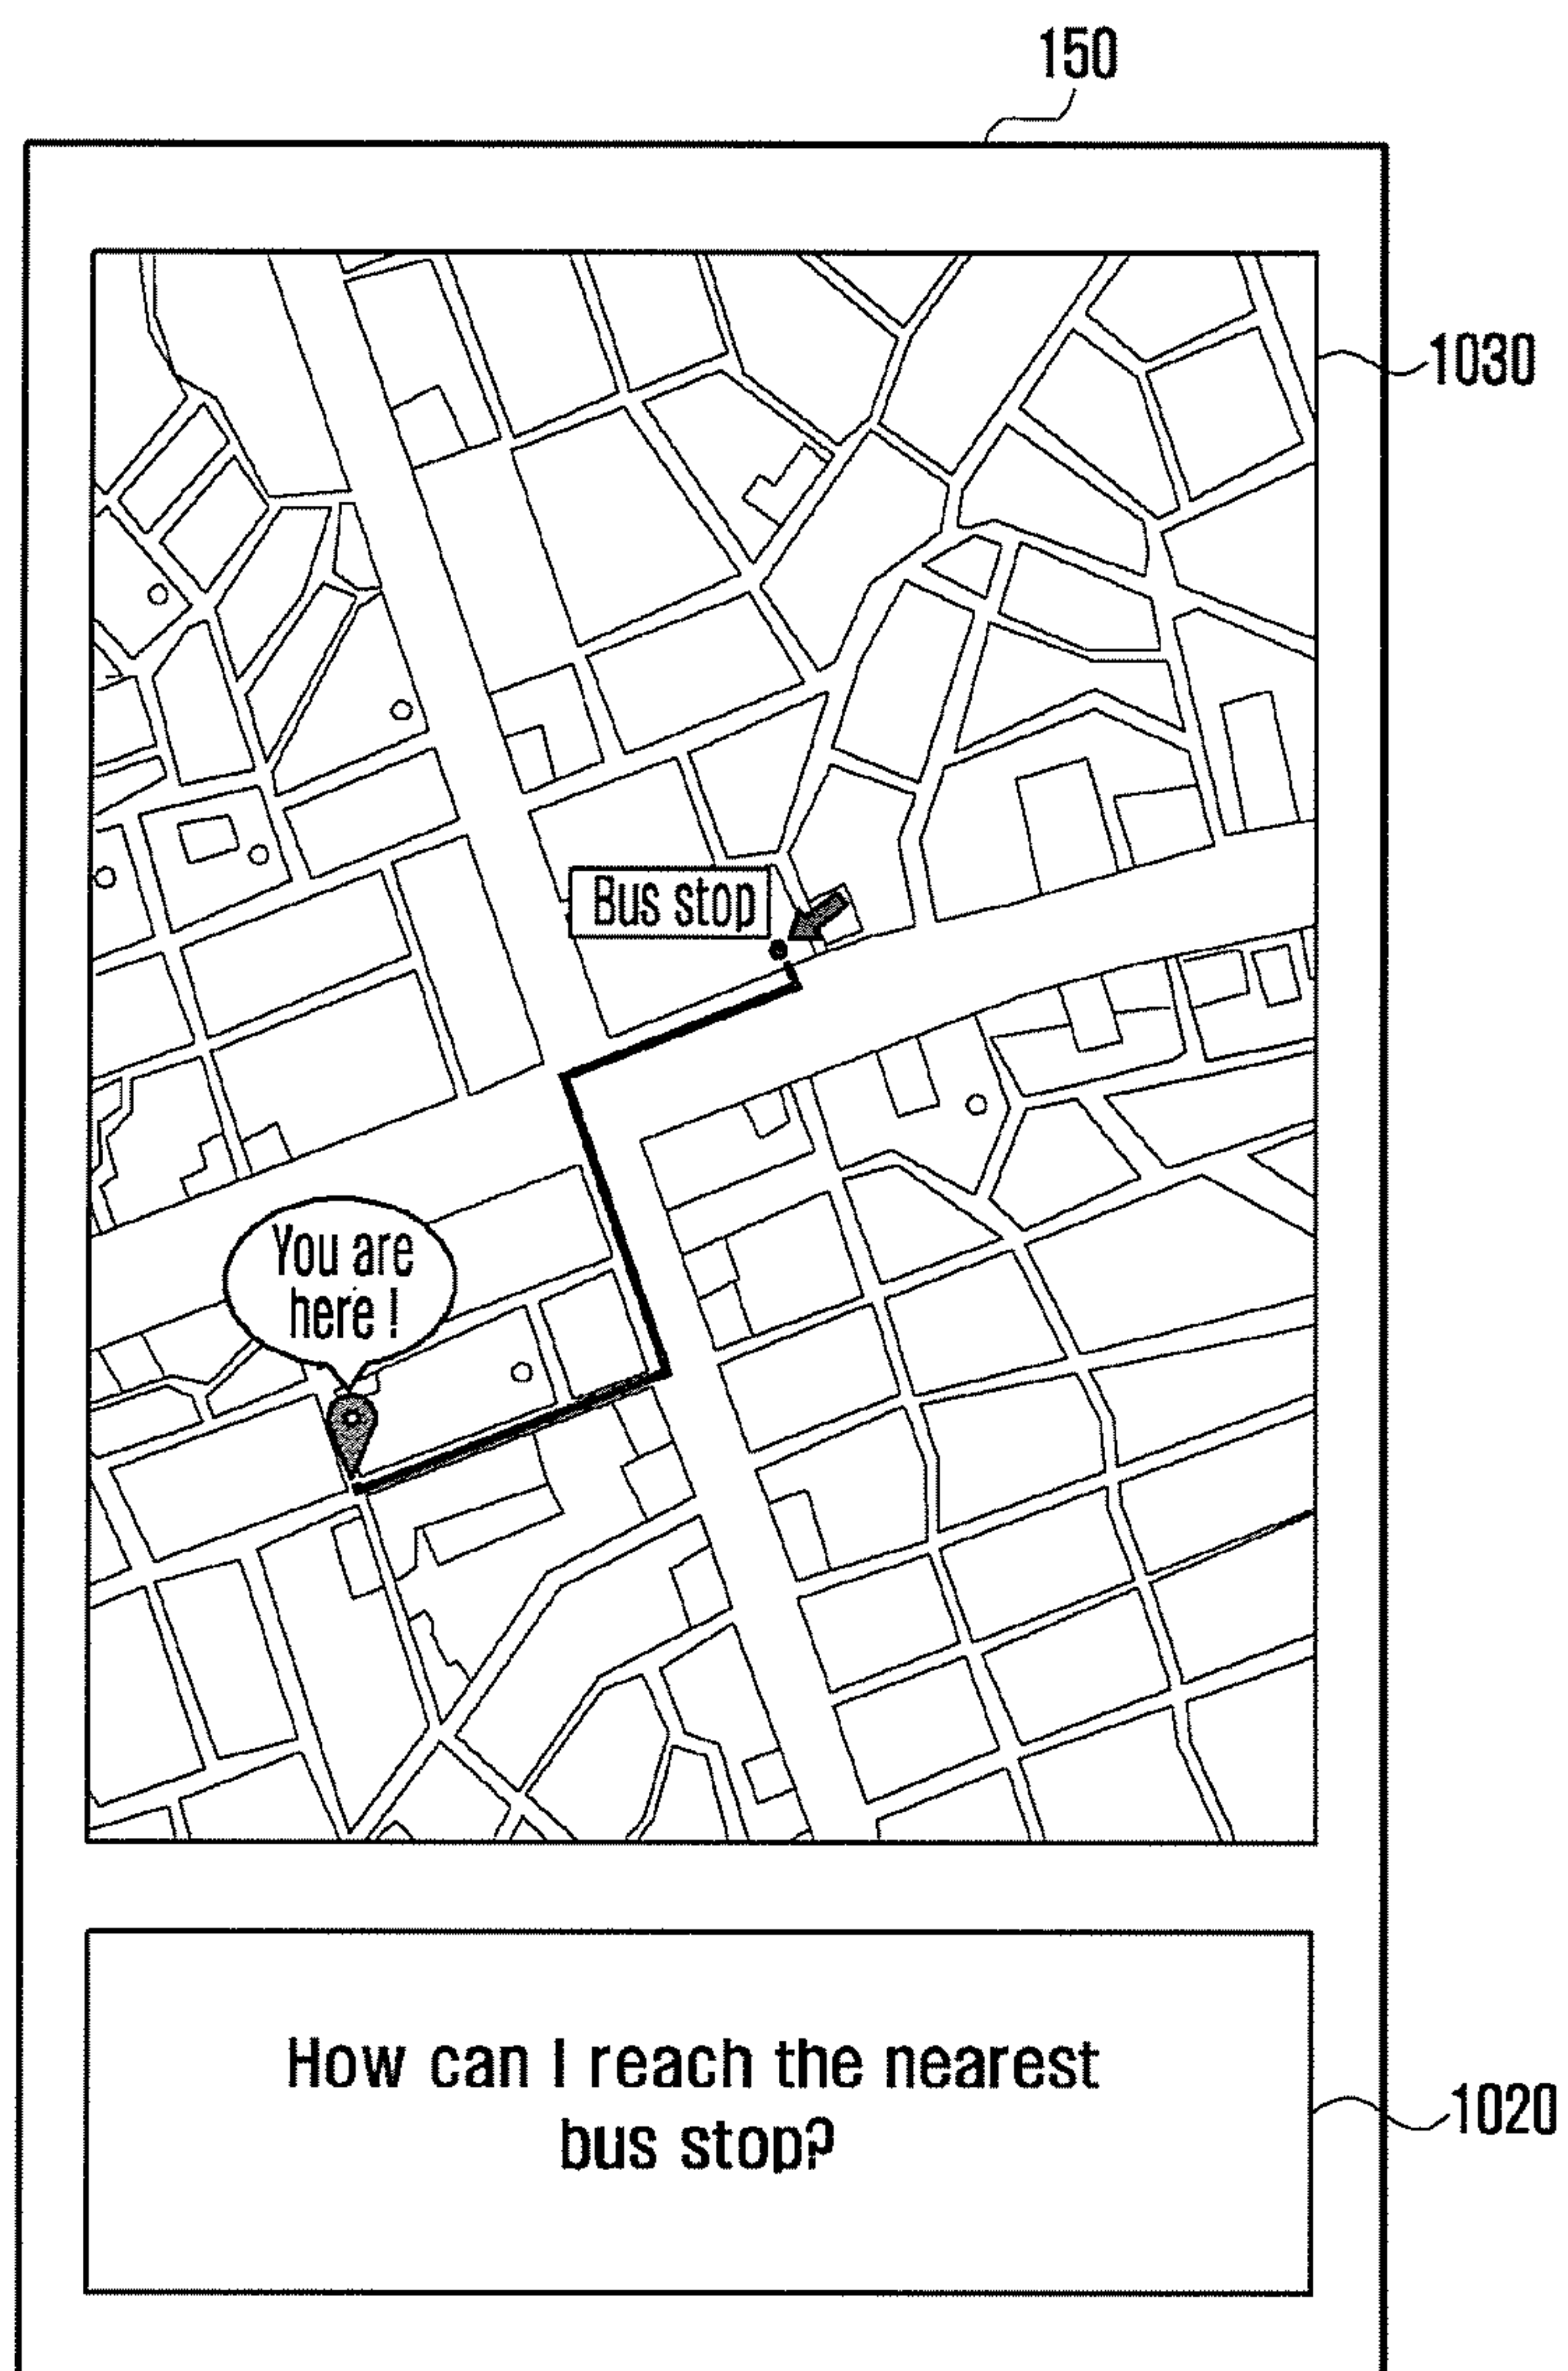 150
1030
Bus stop
You are
here !
How can I reach the nearest
bus stop?
1020